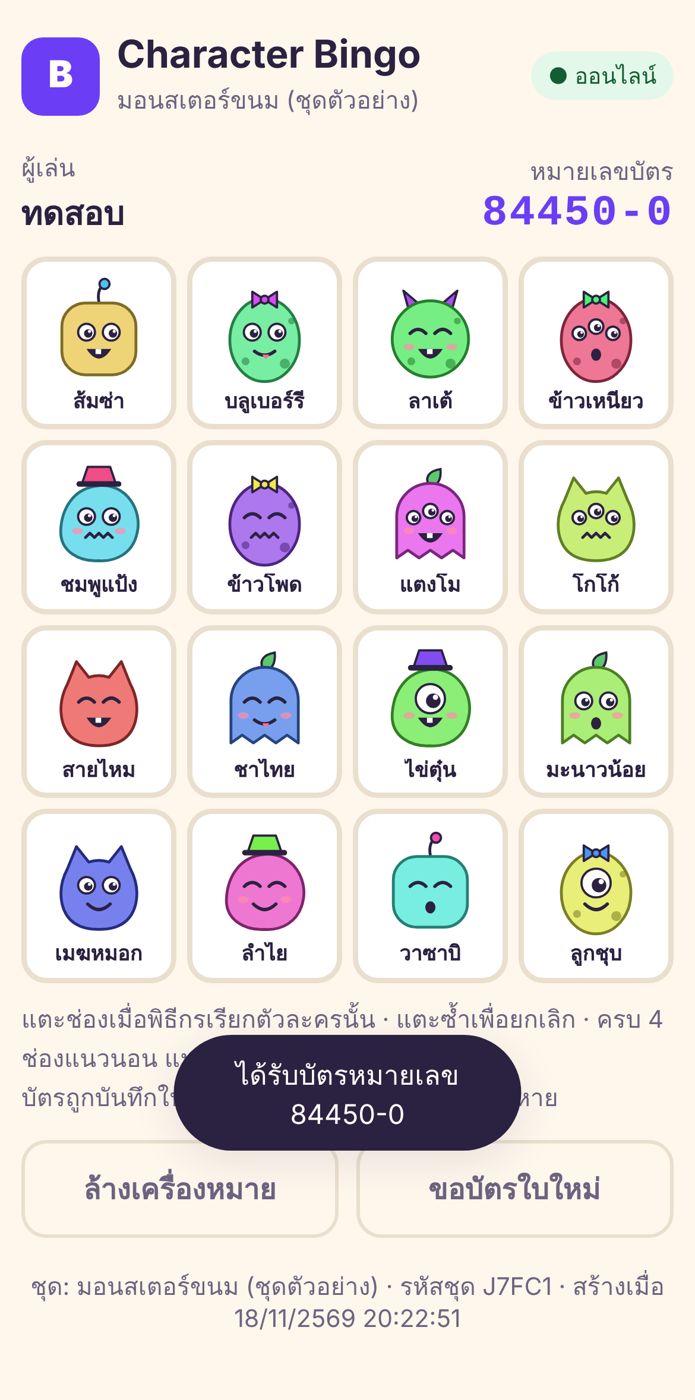 B
Character Bingo
มอนสเตอร์ขนม (ชุดตัวอย่าง)
ออนไลน์
ผู้เล่น
ทดสอบ
หมายเลขบัตร
84450-0
ส้มซ่า
บลูเบอร์รี
ลาเต้
ข้าวเหนียว
ชมพูแป้ง
ข้าวโพด
แตงโม
โกโก้
สายไหม
ชาไทย
ไข่ตุ๋น
มะนาวน้อย
เมฆหมอก
ลำไย
วาซาบิ
ลูกชุบ
แตะช่องเมื่อพิธีกรเรียกตัวละครนั้น · แตะซ้ำเพื่อยกเลิก · ครบ 4
ช่องแนวนอน
บัตรถูกบันทึก หาย
ได้รับบัตรหมายเลข
84450-0
ล้างเครื่องหมาย
ขอบัตรใบใหม่
ชุด: มอนสเตอร์ขนม (ชุดตัวอย่าง) · รหัสชุด J7FC1 · สร้างเมื่อ
18/11/2569 20:22:51